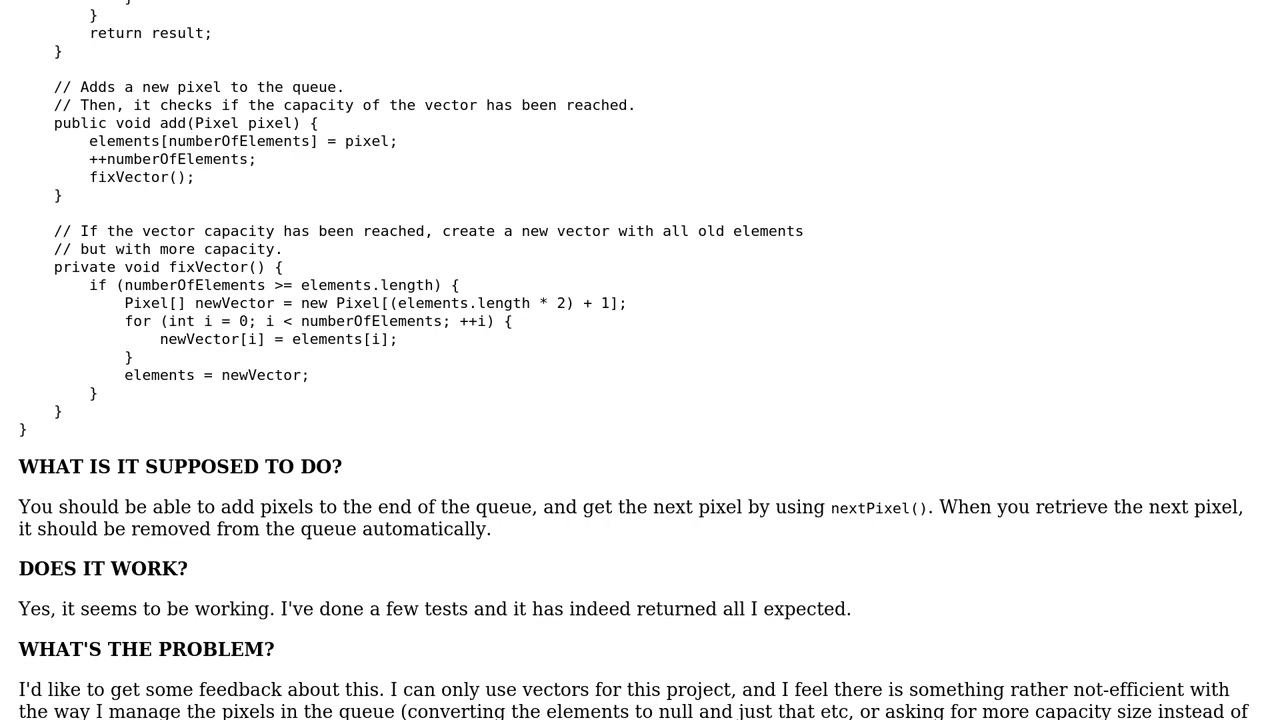 }
}
return result;
}
// Adds a new pixel to the queue.
// Then, it checks if the capacity of the vector has been reached.
public void add(Pixel pixel) {
elements[numberOfElements] = pixel;
++numberOfElements;
fixVector();
}
// If the vector capacity has been reached, create a new vector with all old elements
// but with more capacity.
private void fixVector() {
if (numberOfElements >= elements.length) {
Pixel[] newVector = new Pixel[(elements.length * 2) + 1];
for (int i = 0; i < numberOfElements; ++i) {
newVector[i] = elements[i];
}
elements = newVector;
}
}
}
WHAT IS IT SUPPOSED TO DO?
You should be able to add pixels to the end of the queue, and get the next pixel by using nextPixel(). When you retrieve the next pixel,
it should be removed from the queue automatically.
DOES IT WORK?
Yes, it seems to be working. I've done a few tests and it has indeed returned all I expected.
WHAT'S THE PROBLEM?
I'd like to get some feedback about this. I can only use vectors for this project, and I feel there is something rather not-efficient with
the way I manage the pixels in the queue (converting the elements to null and just that etc, or asking for more capacity size instead of